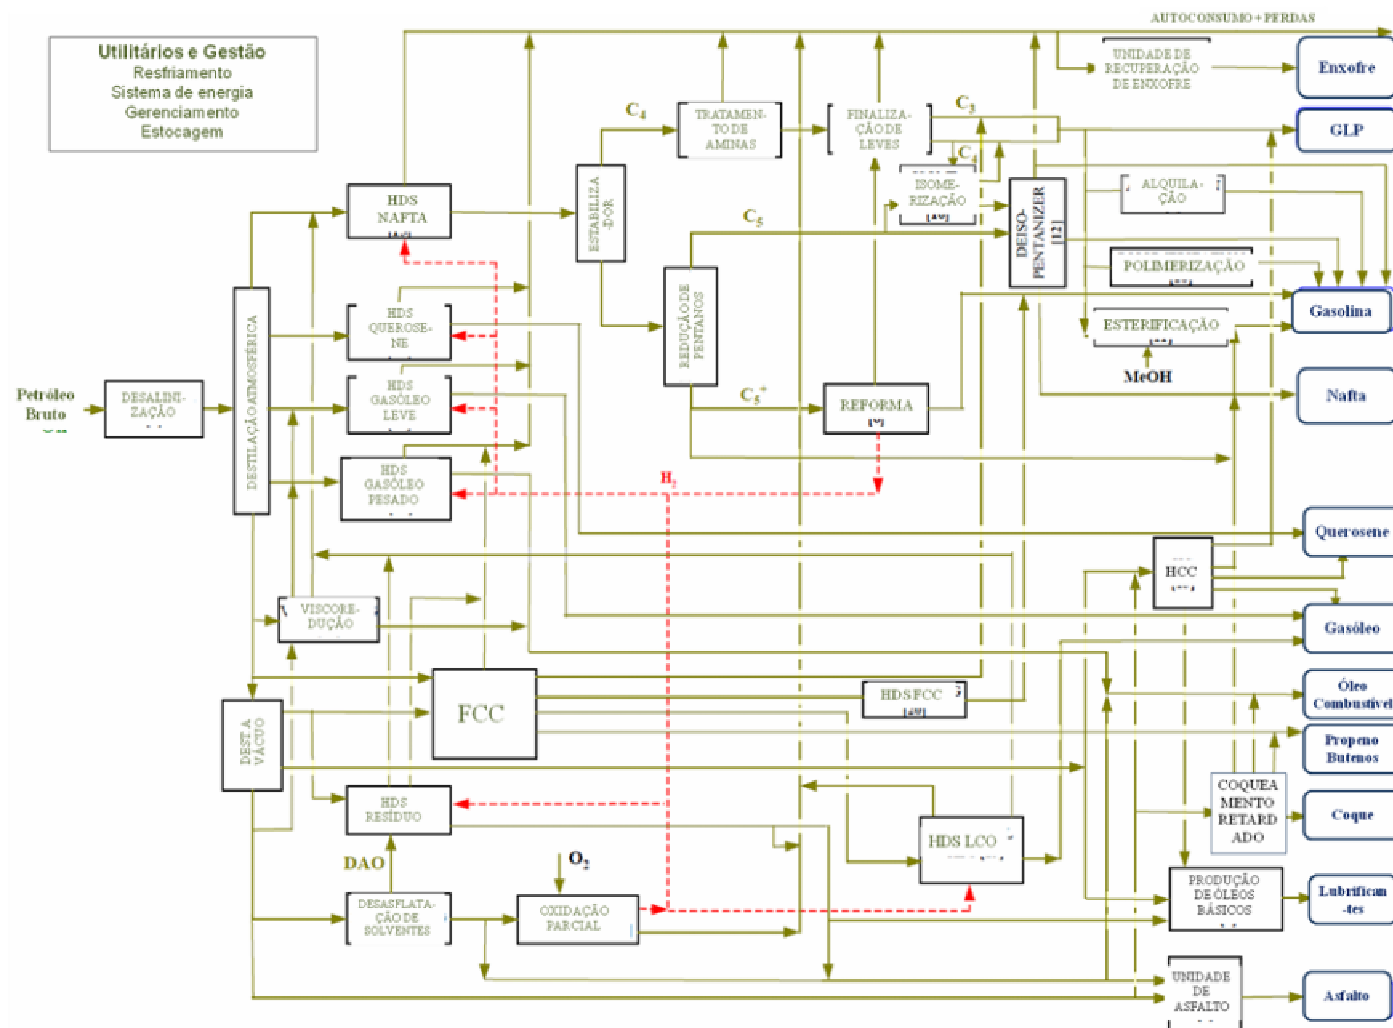 AUTOCONSUMO + PERDAS
Utilitários e Gestão
Resfriamento
Sistema de energia
Gerenciamento
Estocagem
UNIDADE DE
RECUPERAÇÃO
DE ENXOFRE
Enxofre
C4
TRATAMEN-
TO DE
AMINAS
FINALIZA-
ÇÃO DE
LEVES
C3
GLP
C4
ISOME-
RIZAÇÃO
ALQUILA-
ÇÃO
HDS
NAFTA
ESTABILIZA
-DOR
C5
DEISO-
PENTANIZER
[12]
POLIMERIZAÇÃO
HDS
QUEROSE-
NE
REDUÇÃO DE
PENTANOS
ESTERIFICAÇÃO
Gasolina
MeOH
Petróleo
Bruto
DESALINI-
ZAÇÃO
DESTILAÇÃO ATMOSFÉRICA
HDS
GASÓLEO
LEVE
C5+
REFORMA
Nafta
HDS
GASÓLEO
PESADO
H2
Querosene
HCC
VISCORE-
DUÇÃO
Gasóleo
FCC
HDS FCC
Óleo
Combustível
DEST. A
VÁCUO
Propeno
Butenos
HDS
RESÍDUO
COQUEA
MENTO
RETARD
ADO
Coque
HDS LCO
DAO
O2
DESASFLATA-
ÇÃO DE
SOLVENTES
OXIDAÇÃO
PARCIAL
PRODUÇÃO
DE ÓLEOS
BÁSICOS
Lubrifican
-tes
UNIDADE
DE
ASFALTO
Asfalto